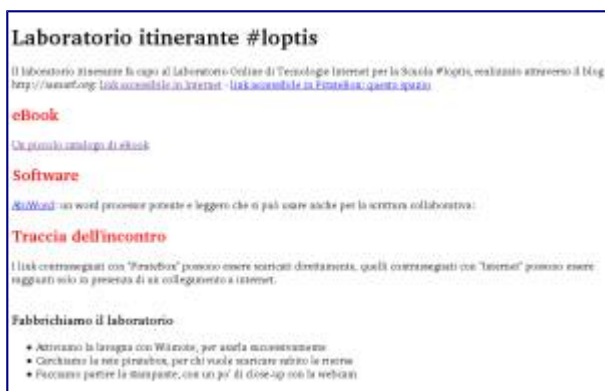 Laboratorio itinerante #loptis
Il laboratorio itinerante fa capo al Laboratorio Online di Tecnologie Internet per la Scuola #loptis, realizzato attraverso il blog
link accessibile in Internet - link accessibile in PirateBox: questo spazio
eBook
Un piccolo catalogo di eBook
Software
AbiWord: un word processor potente e leggero che si può usare anche per la scrittura collaborativa:
Traccia dell'incontro
I link contrassegnati con "PirateBox" possono essere scaricati direttamente, quelli contrassegnati con "Internet" possono essere
raggiunti solo in presenza di un collegamento a internet.
Fabbrichiamo il laboratorio
• Attiviamo la lavagna con Wiimote, per usarla successivamente
• Cerchiamo la rete piratebox, per chi vuole scaricare subito le risorse
• Facciamo partire la stampante, con un po' di close-up con la webcam